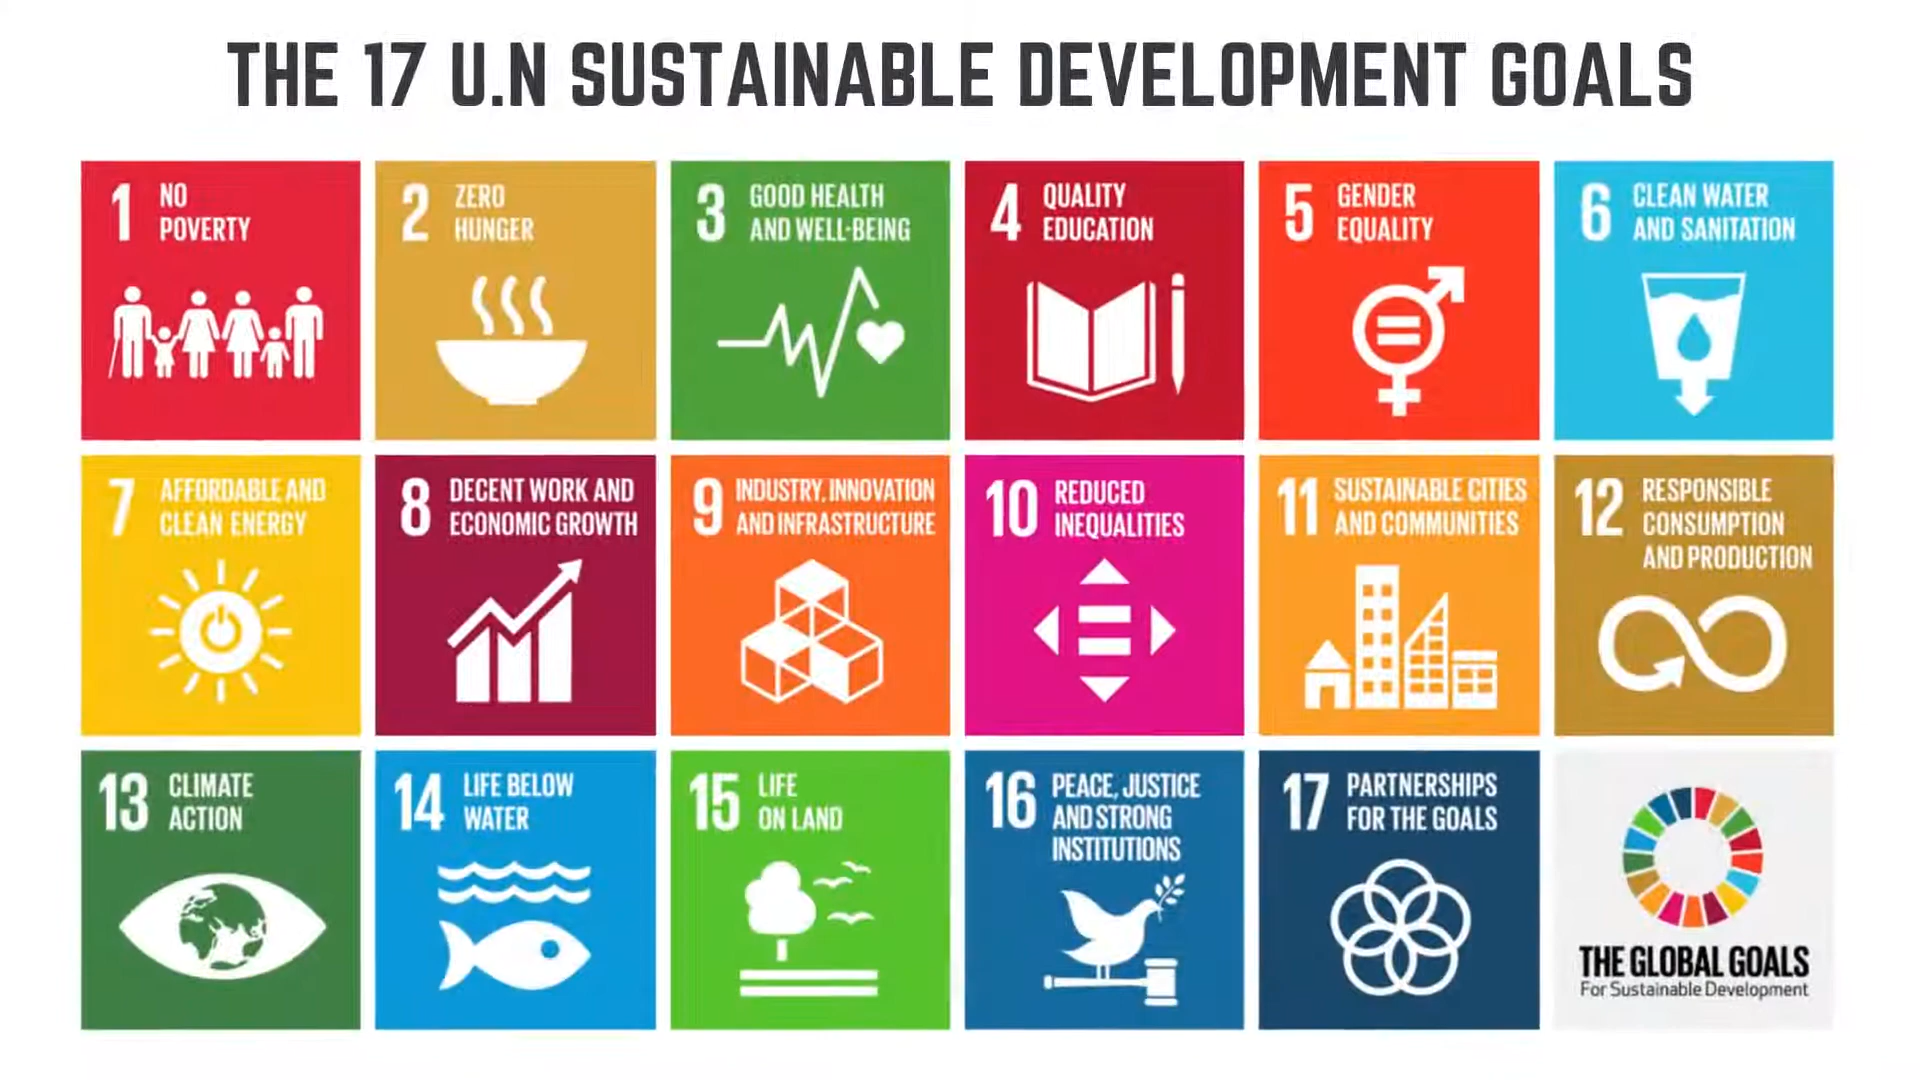 THE 17 U.N SUSTAINABLE DEVELOPMENT GOALS
1 NO
POVERTY
2 ZERO
HUNGER
3 GOOD HEALTH
AND WELL-BEING
4 QUALITY
EDUCATION
5 GENDER
EQUALITY
6 CLEAN WATER
AND SANITATION
7 AFFORDABLE AND
CLEAN ENERGY
8 DECENT WORK AND
ECONOMIC GROWTH
9 INDUSTRY, INNOVATION
AND INFRASTRUCTURE
10 REDUCED
INEQUALITIES
11 SUSTAINABLE CITIES
AND COMMUNITIES
12 RESPONSIBLE
CONSUMPTION
AND PRODUCTION
13 CLIMATE
ACTION
14 LIFE BELOW
WATER
15 LIFE
ON LAND
16 PEACE, JUSTICE
AND STRONG
INSTITUTIONS
17 PARTNERSHIPS
FOR THE GOALS
THE GLOBAL GOALS
For Sustainable Development